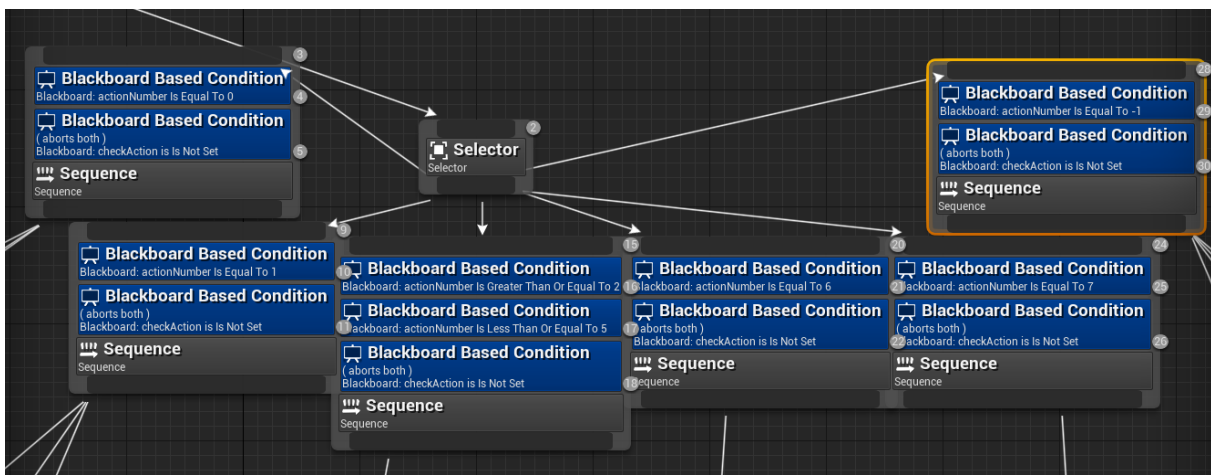 3
Blackboard Based Condition
Blackboard: actionNumber Is Equal To 0
4
Blackboard Based Condition
( aborts both )
Blackboard: checkAction is Is Not Set
5
Sequence
Sequence
2
Selector
Selector
28
Blackboard Based Condition
Blackboard: actionNumber Is Equal To -1
29
Blackboard Based Condition
( aborts both )
Blackboard: checkAction is Is Not Set
30
Sequence
Sequence
9
Blackboard Based Condition
Blackboard: actionNumber Is Equal To 1
10
Blackboard Based Condition
( aborts both )
Blackboard: checkAction is Is Not Set
11
Sequence
Sequence
15
Blackboard Based Condition
Blackboard: actionNumber Is Greater Than Or Equal To 2
16
Blackboard Based Condition
Blackboard: actionNumber Is Less Than Or Equal To 5
17
Blackboard Based Condition
( aborts both )
Blackboard: checkAction is Is Not Set
18
Sequence
Sequence
20
Blackboard Based Condition
Blackboard: actionNumber Is Equal To 6
21
Blackboard Based Condition
( aborts both )
Blackboard: checkAction is Is Not Set
22
Sequence
Sequence
24
Blackboard Based Condition
Blackboard: actionNumber Is Equal To 7
25
Blackboard Based Condition
( aborts both )
Blackboard: checkAction is Is Not Set
26
Sequence
Sequence